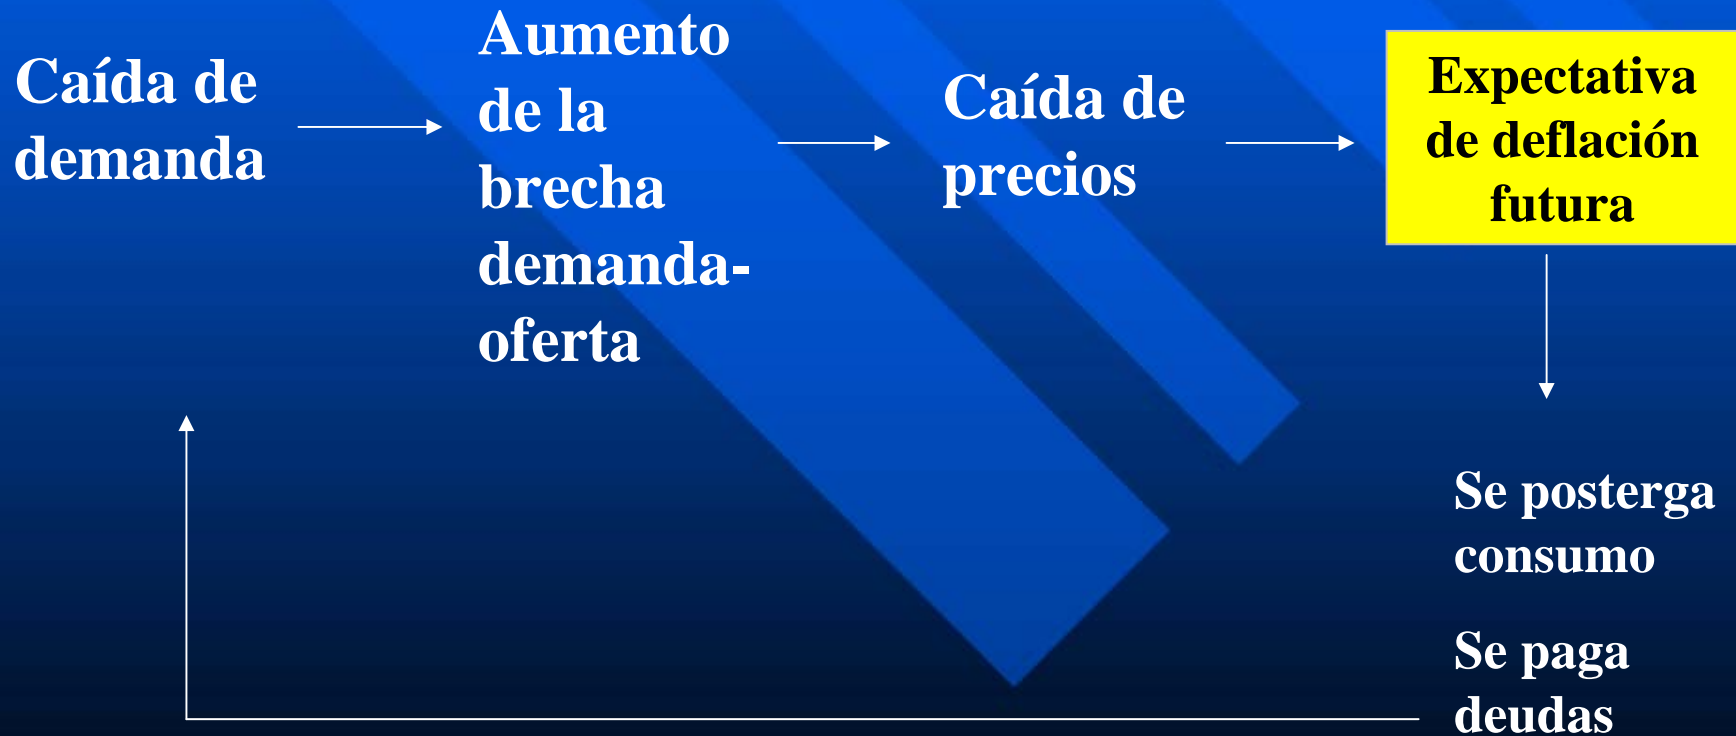 Caída de
demanda
Aumento
de la
brecha
demanda-
oferta
Caída de
precios
Expectativa
de deflación
futura
Se posterga
consumo
Se paga
deudas